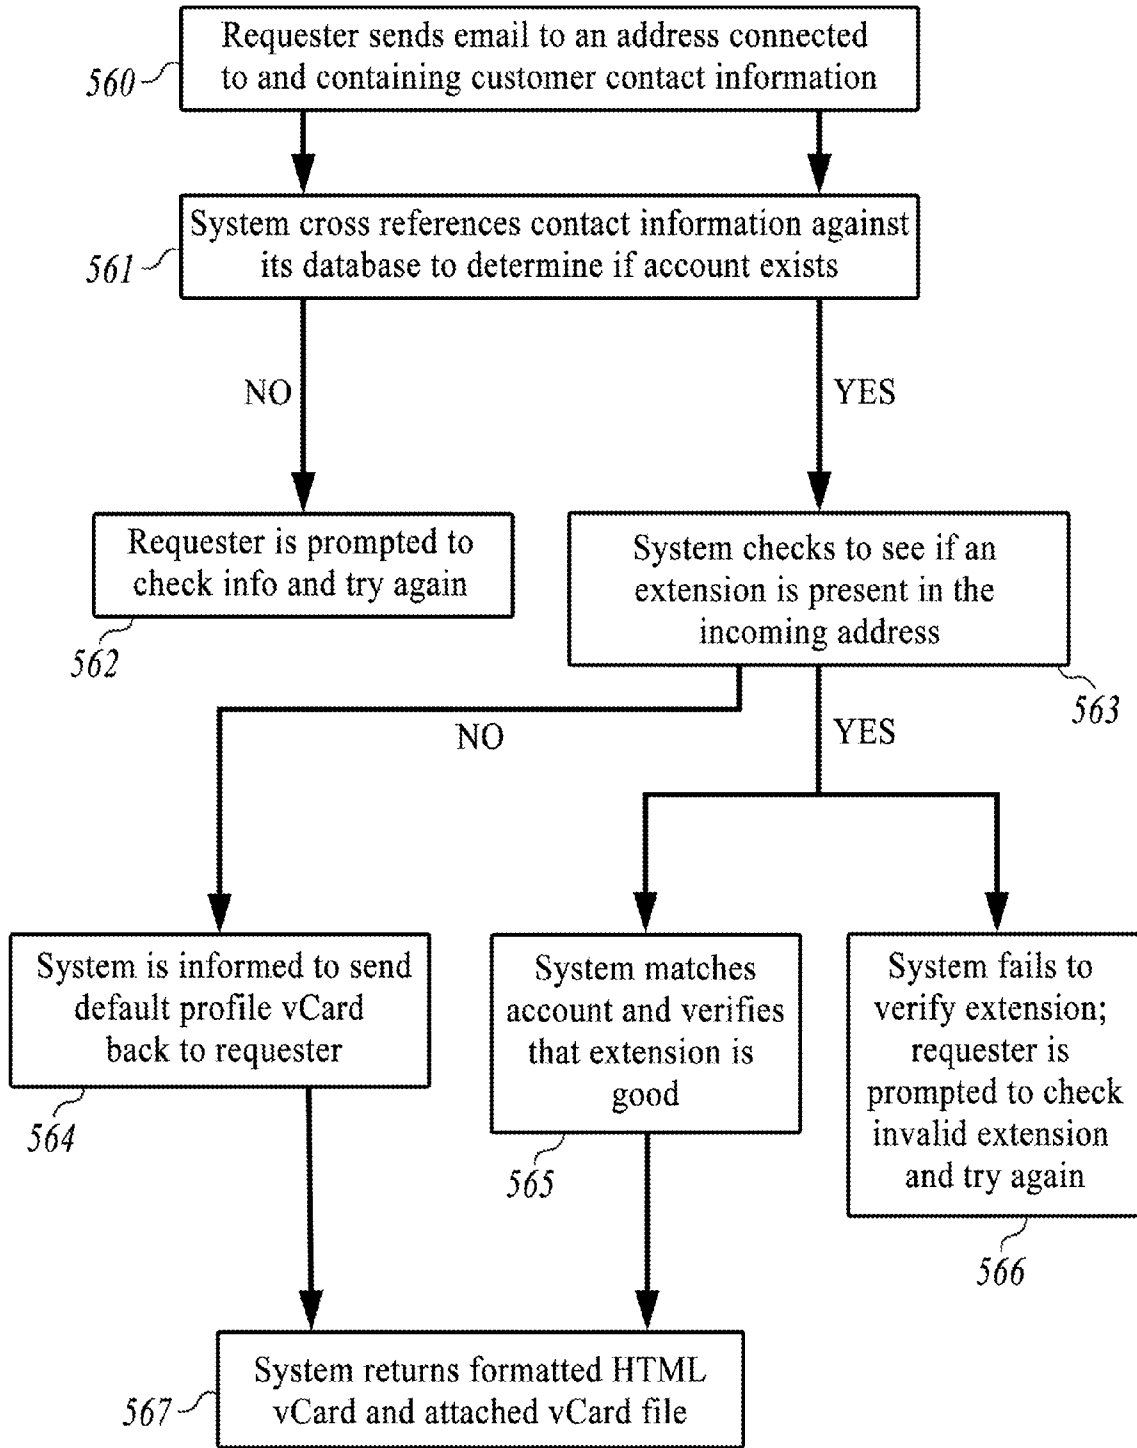 Requester sends email to an address connected
to and containing customer contact information
560
System cross references contact information against
its database to determine if account exists
561
NO
YES
Requester is prompted to
check info and try again
562
System checks to see if an
extension is present in the
incoming address
563
NO
YES
System is informed to send
default profile vCard
back to requester
564
System matches
account and verifies
that extension is
good
565
System fails to
verify extension;
requester is
prompted to check
invalid extension
and try again
566
System returns formatted HTML
vCard and attached vCard file
567